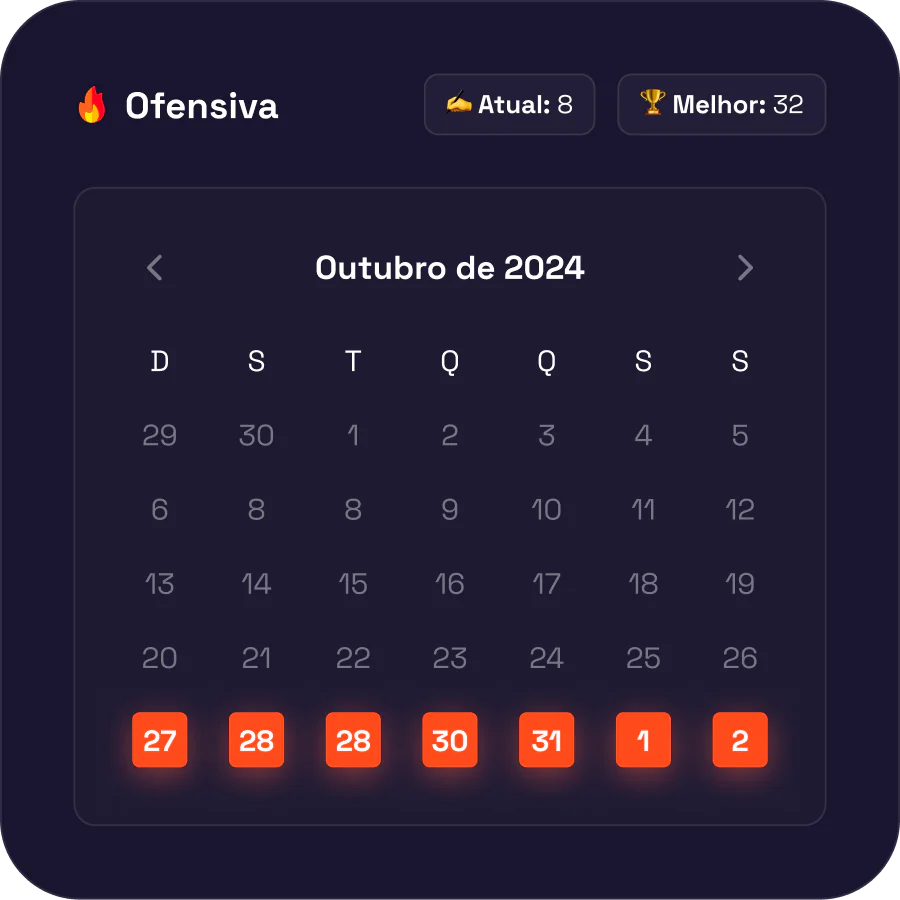 🔥 Ofensiva
✍️ Atual: 8
🏆 Melhor: 32
Outubro de 2024
D S T Q Q S S
29 30 1 2 3 4 5
6 8 8 9 10 11 12
13 14 15 16 17 18 19
20 21 22 23 24 25 26
27 28 28 30 31 1 2